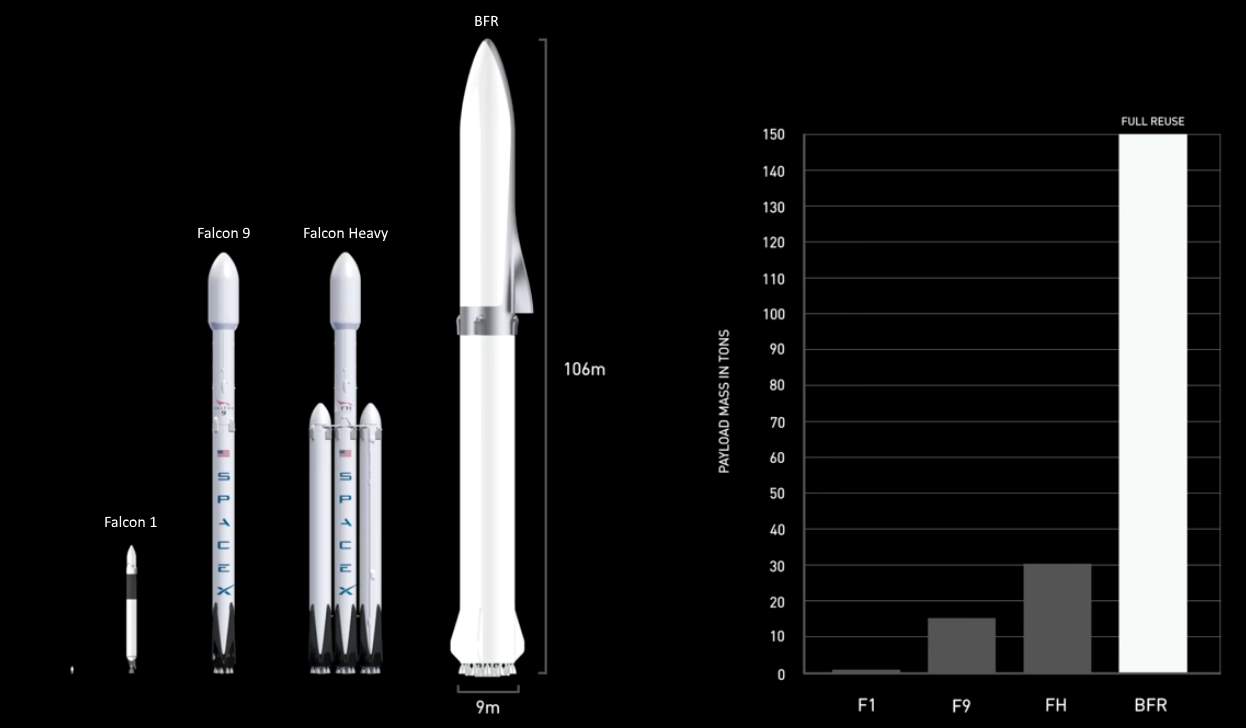 BFR
Falcon 9
Falcon Heavy
Falcon 1
SPACEX
SPACEX
106m
9m
FULL REUSE
150
140
130
120
110
100
90
80
70
60
50
40
30
20
10
0
PAYLOAD MASS IN TONS
F1
F9
FH
BFR